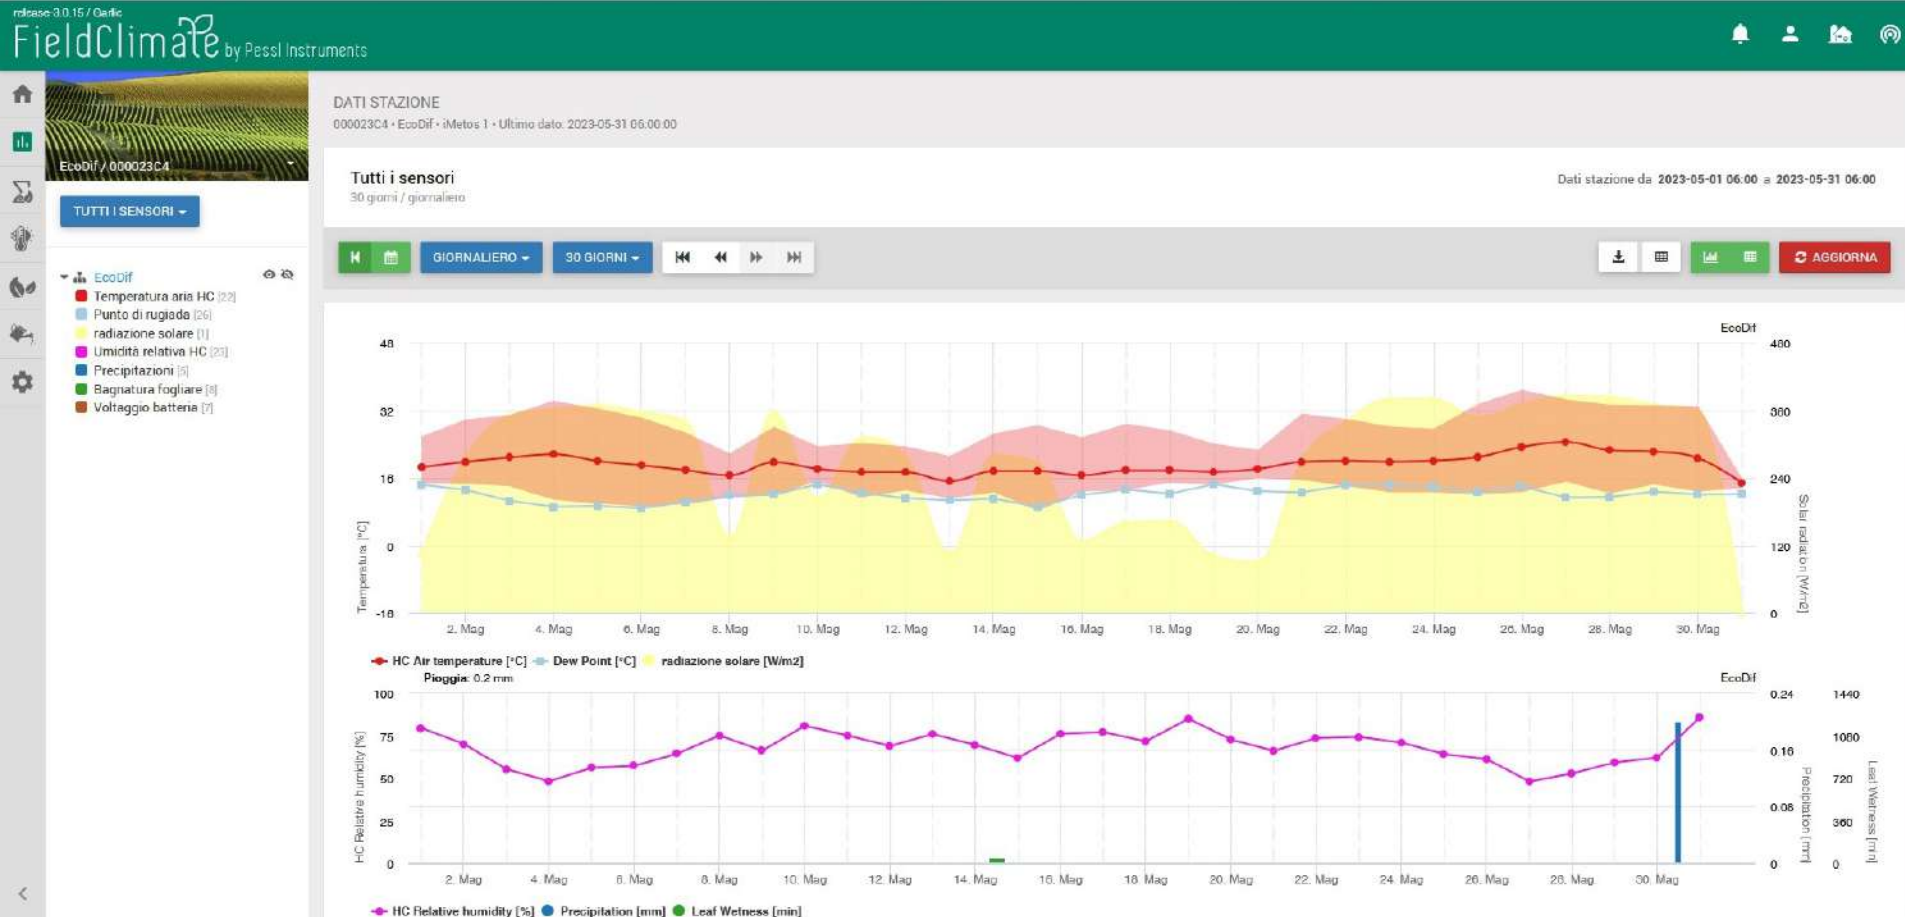 release-3.0.15 / Garlic
FieldClimate by Pessl Instruments
EcoDif / 000023C4
TUTTI I SENSORI
EcoDif
Temperatura aria HC [22]
Punto di rugiada [26]
radiazione solare [1]
Umidità relativa HC [23]
Precipitazioni [5]
Bagnatura fogliare [8]
Voltaggio batteria [7]
DATI STAZIONE
000023C4 • EcoDif • iMetos 1 • Ultimo dato: 2023-05-31 06:00:00
Tutti i sensori
30 giorni / giornaliero
Dati stazione da 2023-05-01 06:00 a 2023-05-31 06:00
GIORNALIERO
30 GIORNI
AGGIORNA
EcoDif
48
32
16
0
-16
Temperatura [°C]
480
360
240
120
0
Solar radiation [W/m2]
2. Mag 4. Mag 6. Mag 8. Mag 10. Mag 12. Mag 14. Mag 16. Mag 18. Mag 20. Mag 22. Mag 24. Mag 26. Mag 28. Mag 30. Mag
HC Air temperature [°C] Dew Point [°C] radiazione solare [W/m2]
Pioggia: 0.2 mm
EcoDif
100
75
50
25
0
HC Relative humidity [%]
0.24
0.16
0.08
0
Precipitation [mm]
1440
1080
720
360
0
Leaf Wetness [min]
2. Mag 4. Mag 6. Mag 8. Mag 10. Mag 12. Mag 14. Mag 16. Mag 18. Mag 20. Mag 22. Mag 24. Mag 26. Mag 28. Mag 30. Mag
HC Relative humidity [%] Precipitation [mm] Leaf Wetness [min]